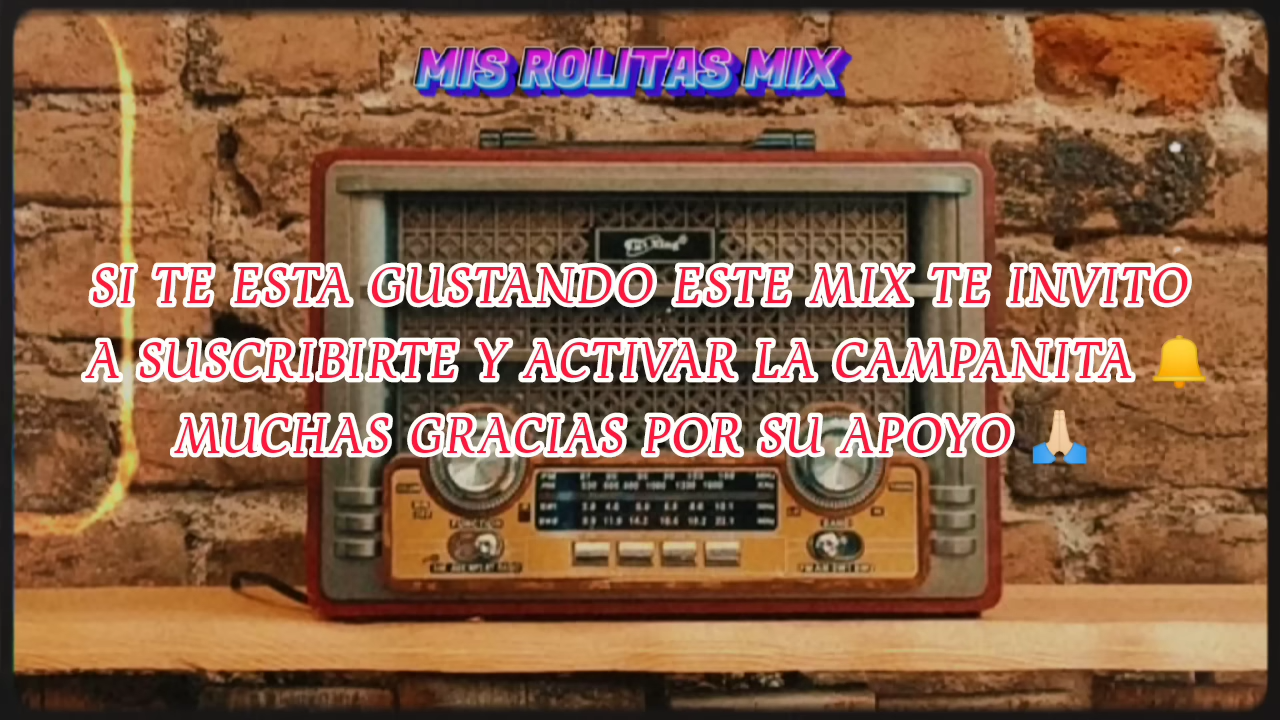 MIS ROLITAS MIX
SI TE ESTA GUSTANDO ESTE MIX TE INVITO
A SUSCRIBIRTE Y ACTIVAR LA CAMPANITA 🔔
MUCHAS GRACIAS POR SU APOYO 🙏🏻